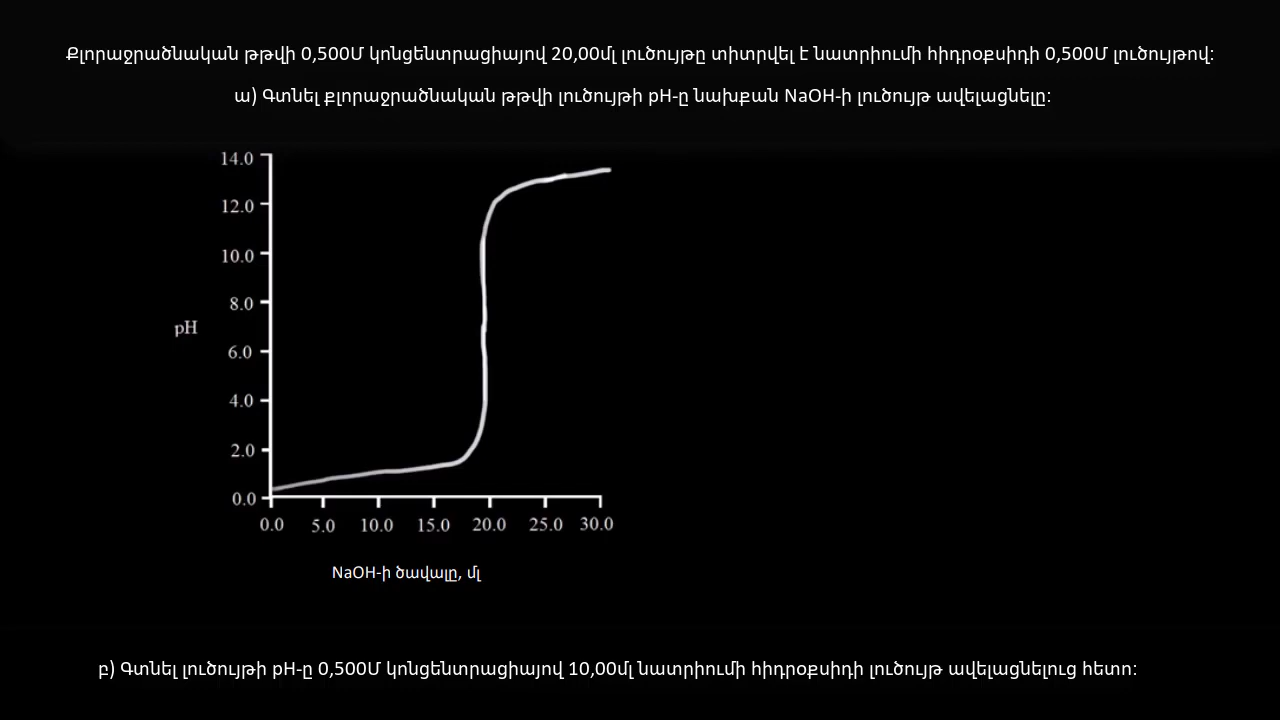 Քլորաջրածնական թթվի 0,500M կոնցենտրացիայով 20,00մլ լուծույթը տիտրվել է նատրիումի հիդրօքսիդի 0,500M լուծույթով:
ա) Գտնել քլորաջրածնական թթվի լուծույթի pH-ը նախքան NaOH-ի լուծույթ ավելացնելը:
14.0
12.0
10.0
8.0
pH
6.0
4.0
2.0
0.0
0.0 5.0 10.0 15.0 20.0 25.0 30.0
NaOH-ի ծավալը, մլ
բ) Գտնել լուծույթի pH-ը 0,500M կոնցենտրացիայով 10,00մլ նատրիումի հիդրօքսիդի լուծույթ ավելացնելուց հետո: